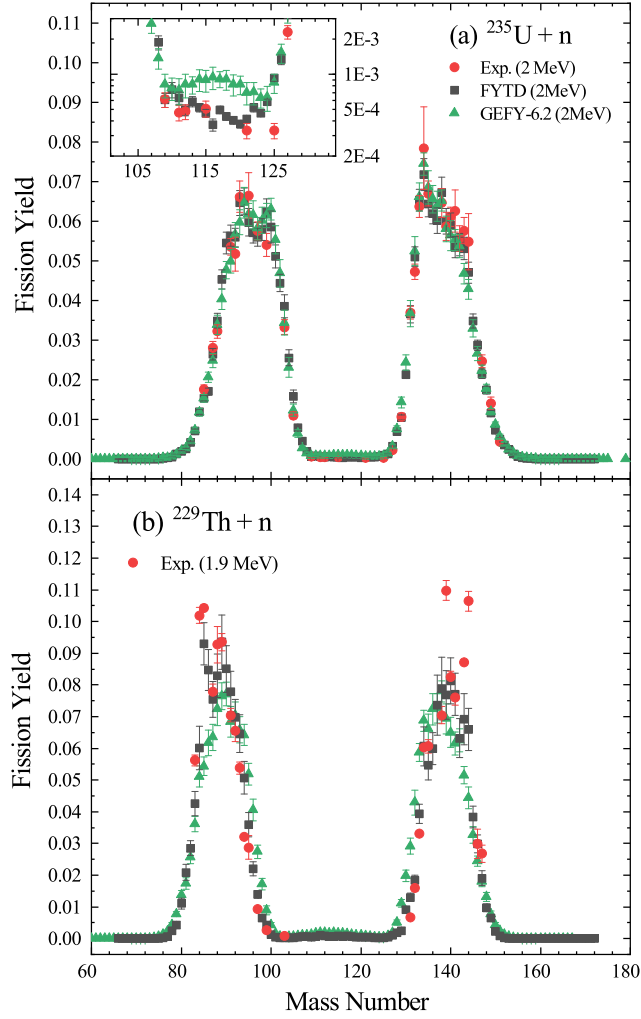 (a) ²³⁵U + n
Exp. (2 MeV)
FYTD (2MeV)
GEFY-6.2 (2MeV)
2E-3
1E-3
5E-4
2E-4
105 115 125
Fission Yield
0.11
0.10
0.09
0.08
0.07
0.06
0.05
0.04
0.03
0.02
0.01
0.00
(b) ²²⁹Th + n
Exp. (1.9 MeV)
Fission Yield
0.14
0.13
0.12
0.11
0.10
0.09
0.08
0.07
0.06
0.05
0.04
0.03
0.02
0.01
0.00
60 80 100 120 140 160 180
Mass Number